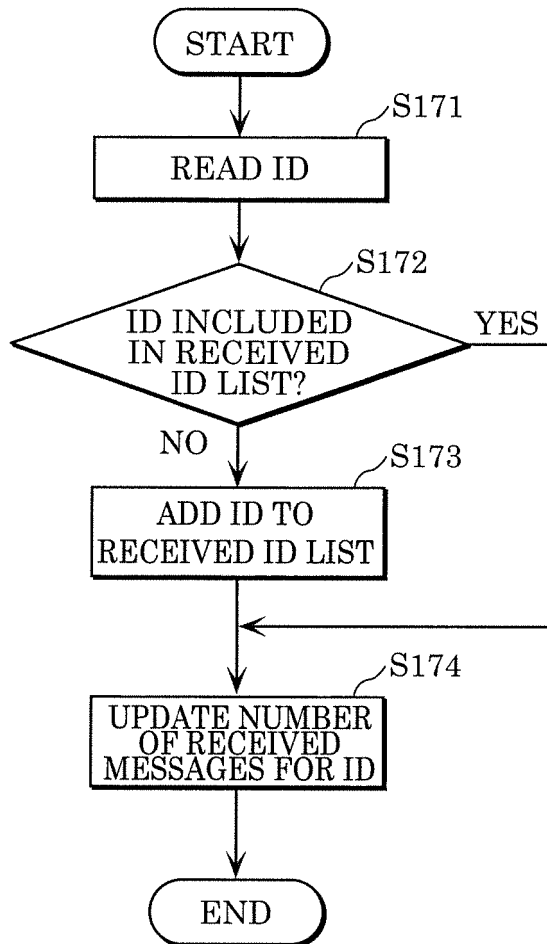 START
S171
READ ID
S172
ID INCLUDED
IN RECEIVED
ID LIST?
YES
NO
S173
ADD ID TO
RECEIVED ID LIST
S174
UPDATE NUMBER
OF RECEIVED
MESSAGES FOR ID
END